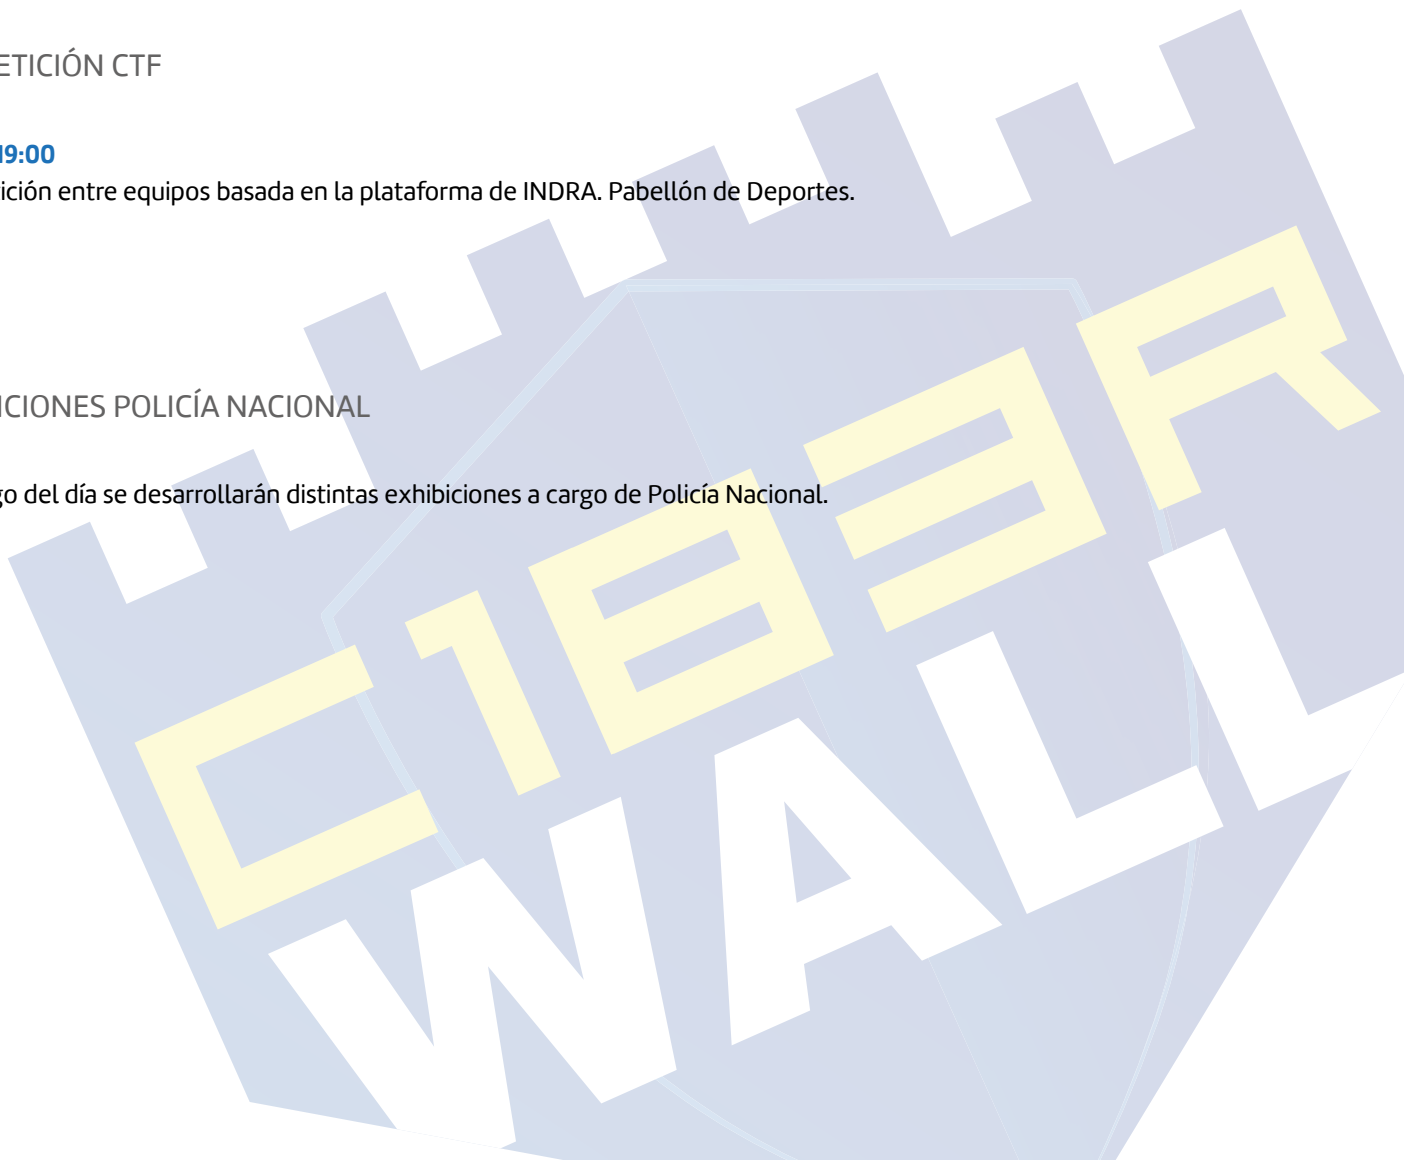 ETICIÓN CTF
19:00
ición entre equipos basada en la plataforma de INDRA. Pabellón de Deportes.
ICIONES POLICÍA NACIONAL
go del día se desarrollarán distintas exhibiciones a cargo de Policía Nacional.
C1B3R
WALL